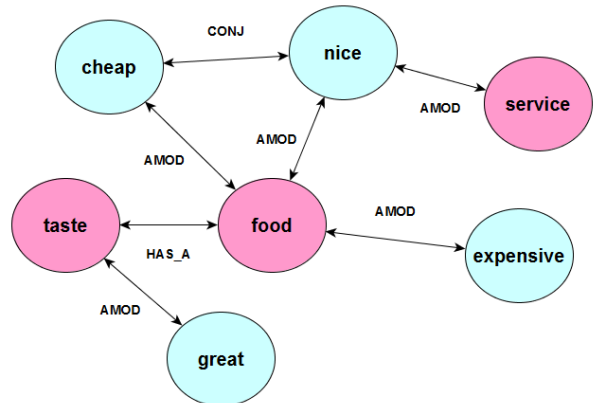 CONJ
nice
cheap
service
AMOD
AMOD
AMOD
AMOD
taste
food
HAS_A
expensive
AMOD
great